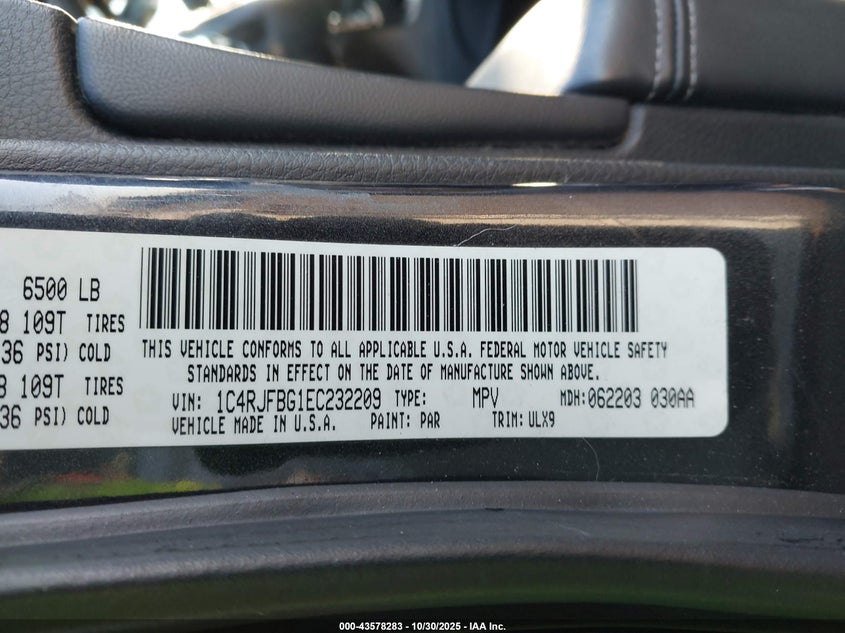 6500 LB
8 109T TIRES
36 PSI) COLD
8 109T TIRES
36 PSI) COLD
THIS VEHICLE CONFORMS TO ALL APPLICABLE U.S.A. FEDERAL MOTOR VEHICLE SAFETY
STANDARDS IN EFFECT ON THE DATE OF MANUFACTURE SHOWN ABOVE.
VIN: 1C4RJFBG1EC232209 TYPE: MPV MDH: 062203 030AA
VEHICLE MADE IN U.S.A. PAINT: PAR TRIM: ULX9
000-43578283 - 10/30/2025 - IAA Inc.